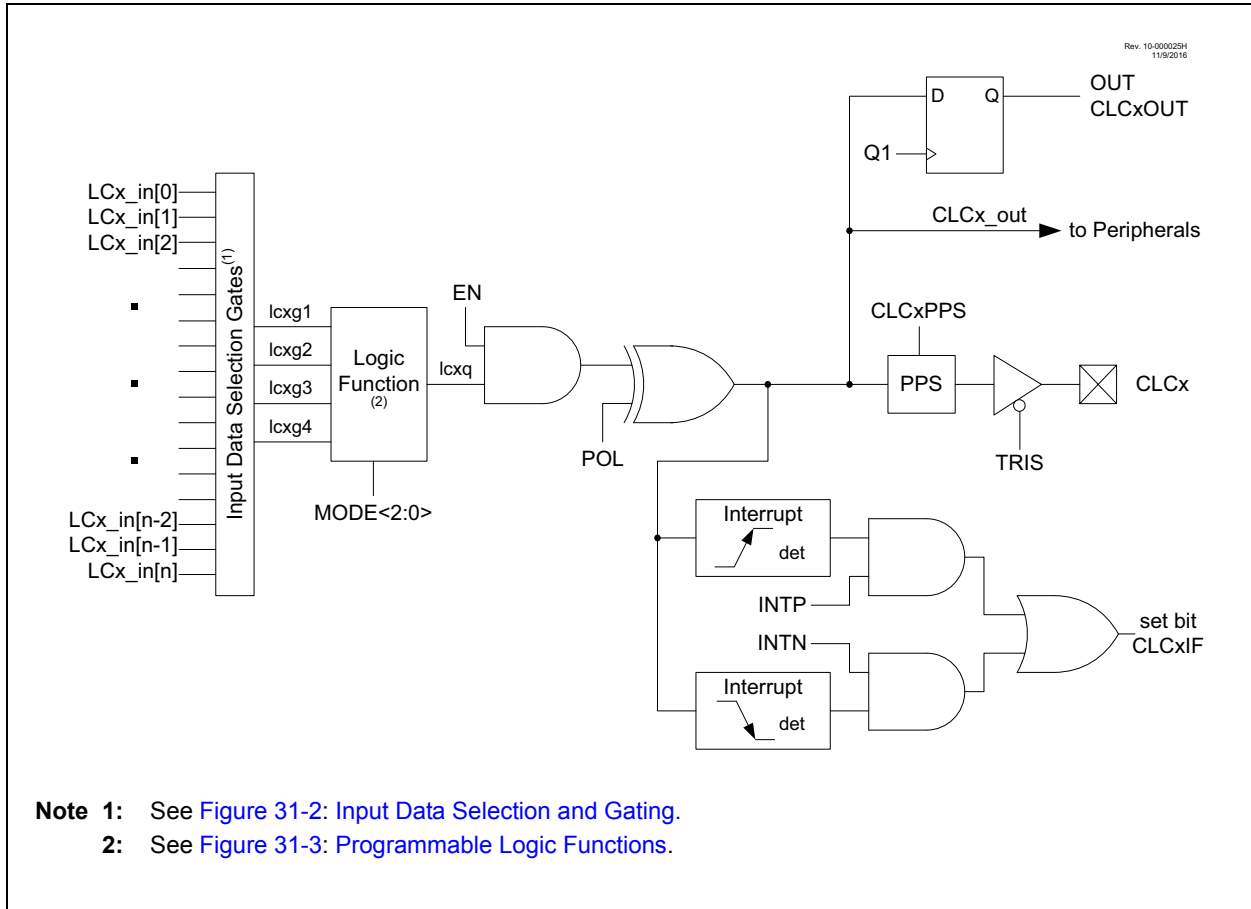 Rev. 10-000025H
11/9/2016
D Q
OUT
CLCxOUT
Q1
CLCx_out
to Peripherals
LCx_in[0]
LCx_in[1]
LCx_in[2]
LCx_in[n-2]
LCx_in[n-1]
LCx_in[n]
Input Data Selection Gates(1)
lcxg1
lcxg2
lcxg3
lcxg4
Logic
Function
(2)
MODE<2:0>
lcxq
EN
POL
CLCxPPS
PPS
TRIS
CLCx
Interrupt
det
INTP
INTN
Interrupt
det
set bit
CLCxIF
Note 1: See Figure 31-2: Input Data Selection and Gating.
2: See Figure 31-3: Programmable Logic Functions.